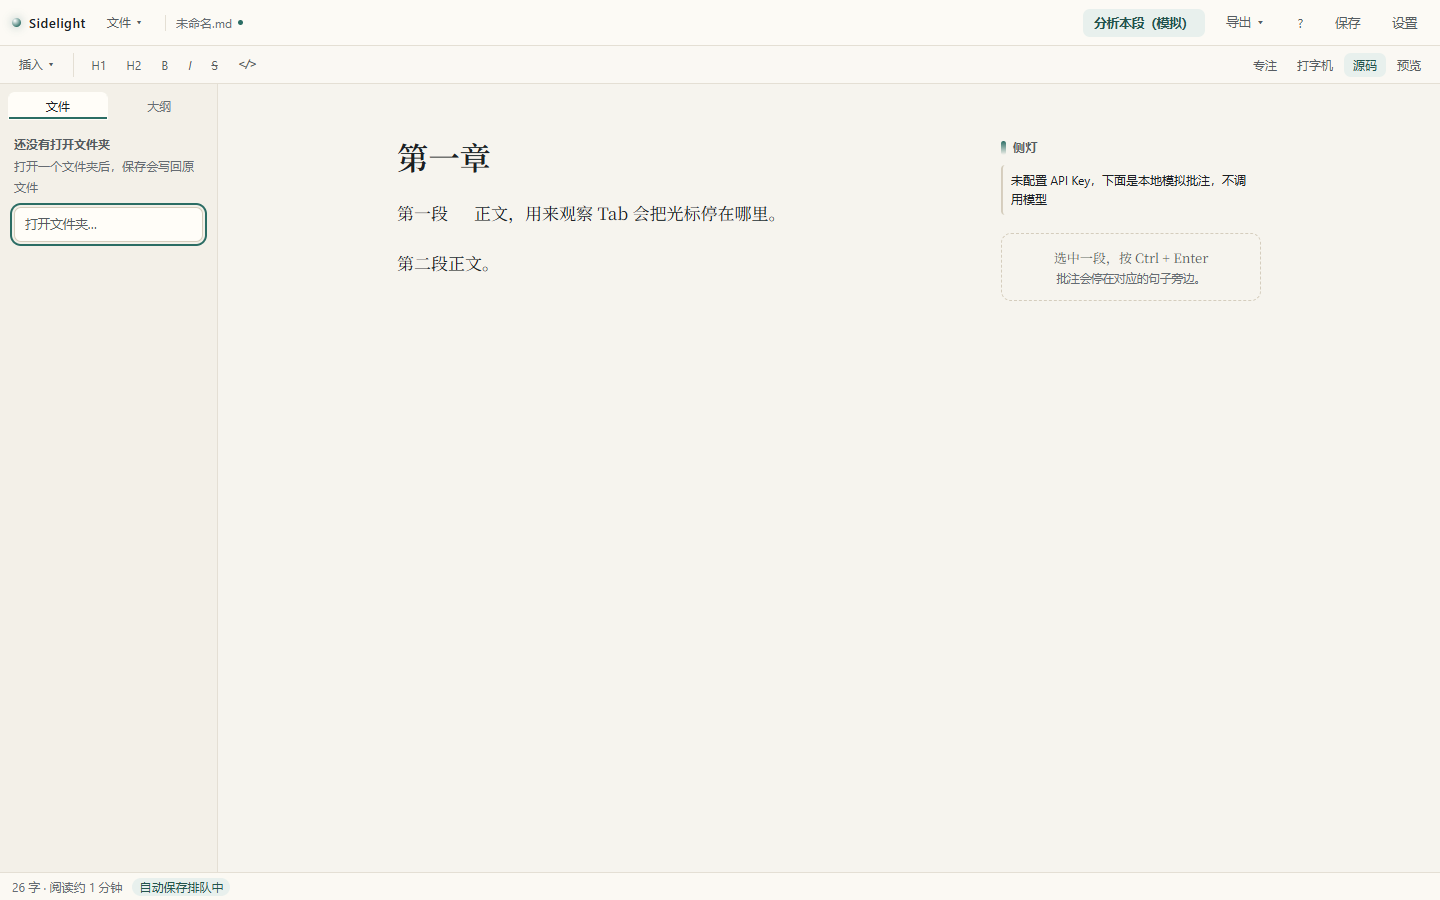 Sidelight 文件 ▾ 未命名.md 分析本段（模拟） 导出 ▾ ? 保存 设置
插入 ▾ H1 H2 B I S </> 专注 打字机 源码 预览
文件 大纲
还没有打开文件夹
打开一个文件夹后，保存会写回原
文件
打开文件夹...
第一章
第一段 正文，用来观察 Tab 会把光标停在哪里。
第二段正文。
侧灯
未配置 API Key，下面是本地模拟批注，不调
用模型
选中一段，按 Ctrl + Enter
批注会停在对应的句子旁边。
26 字 · 阅读约 1 分钟 自动保存排队中